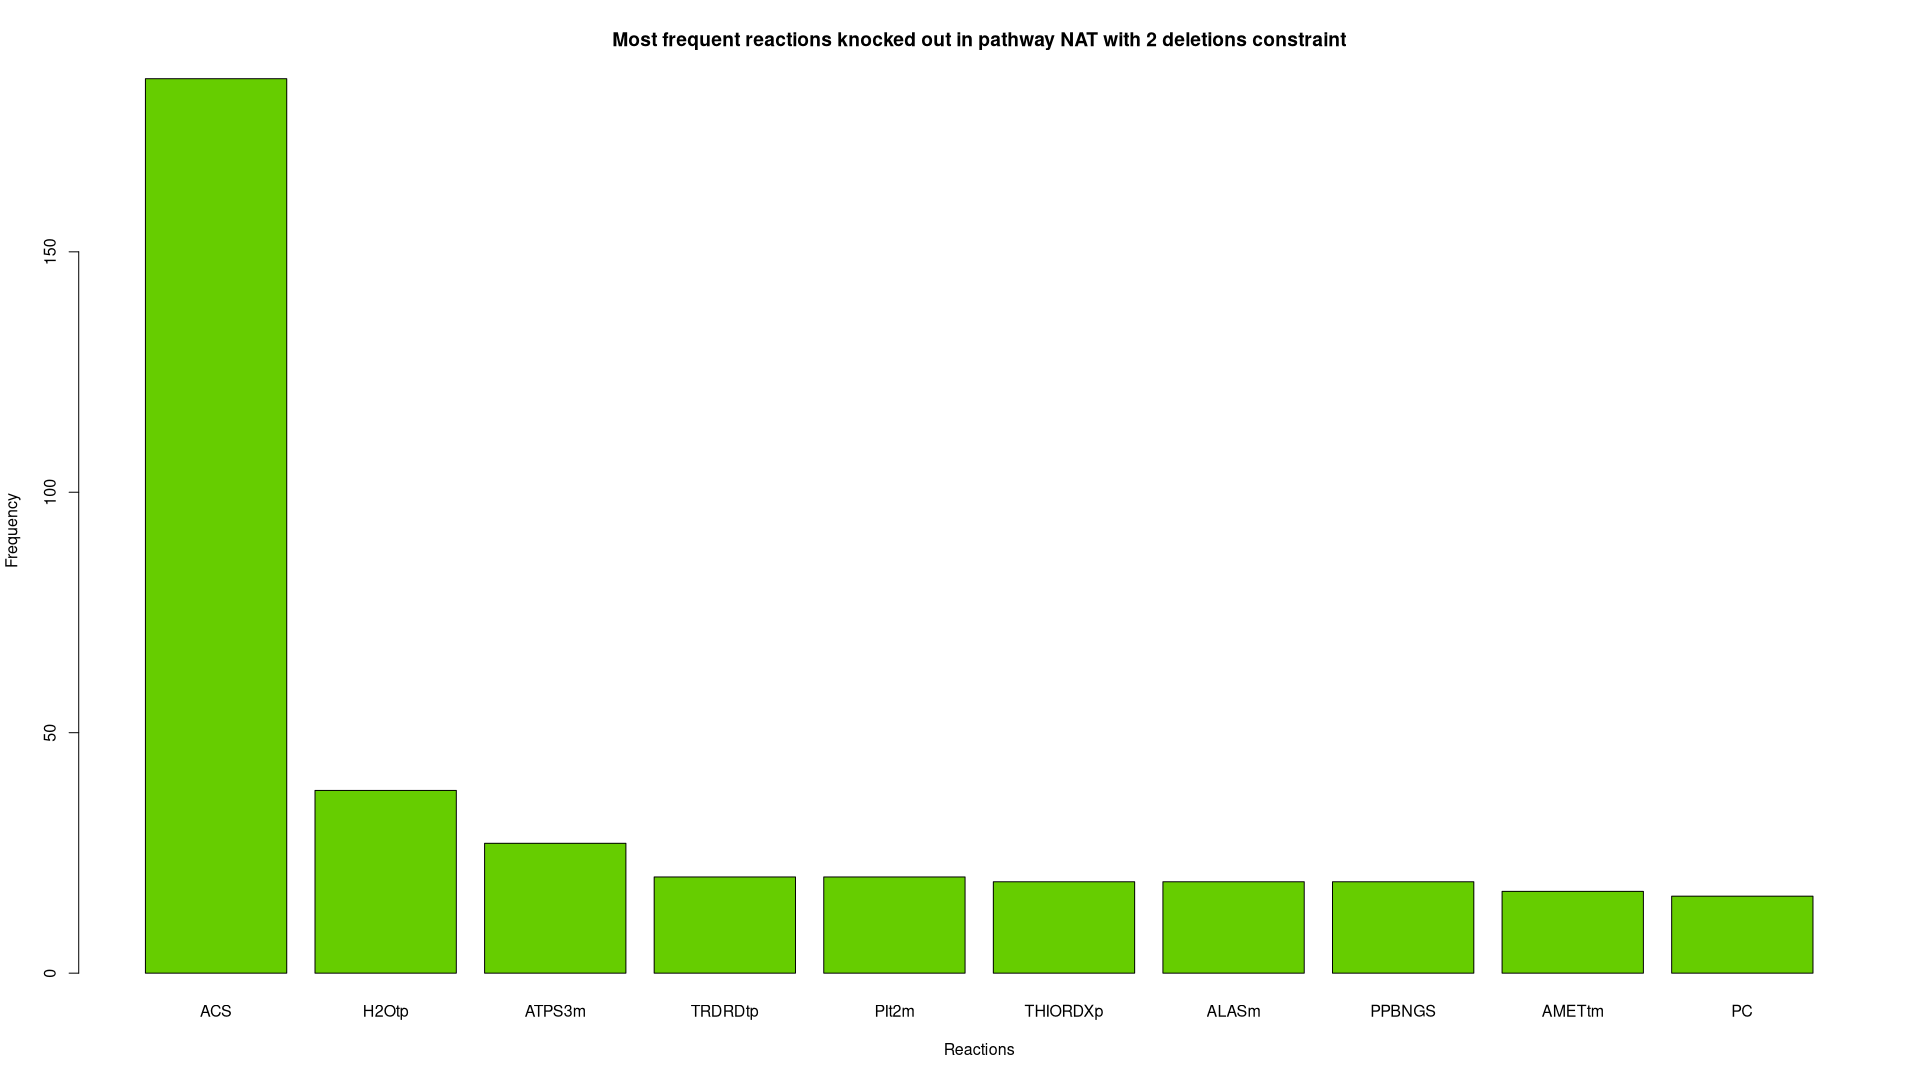 Most frequent reactions knocked out in pathway NAT with 2 deletions constraint
150
100
50
0
Frequency
ACS H2Otp ATPS3m TRDRDtp PIt2m THIORDXp ALASm PPBNGS AMETtm PC
Reactions